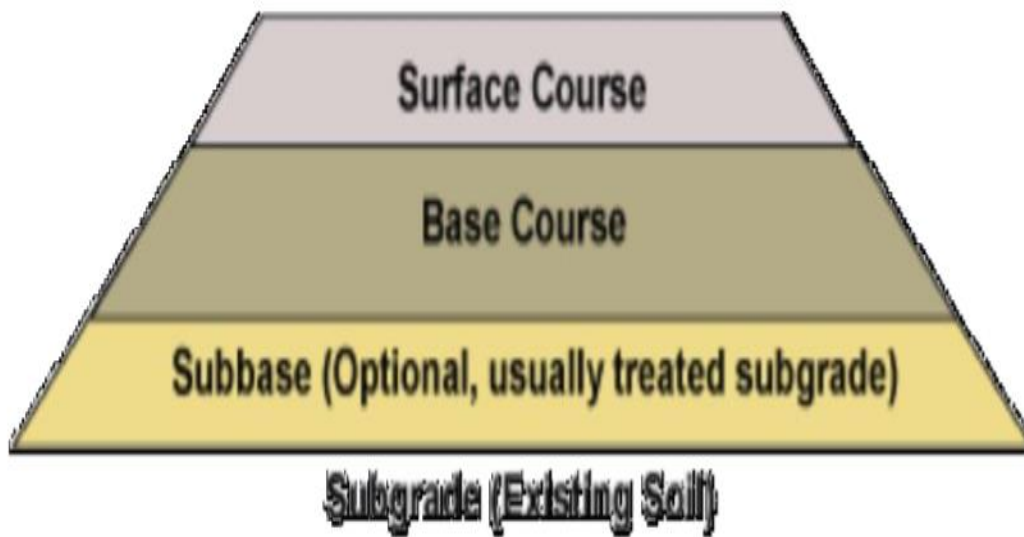 Surface Course
Base Course
Subbase (Optional, usually treated subgrade)
Subgrade (Existing Soil)